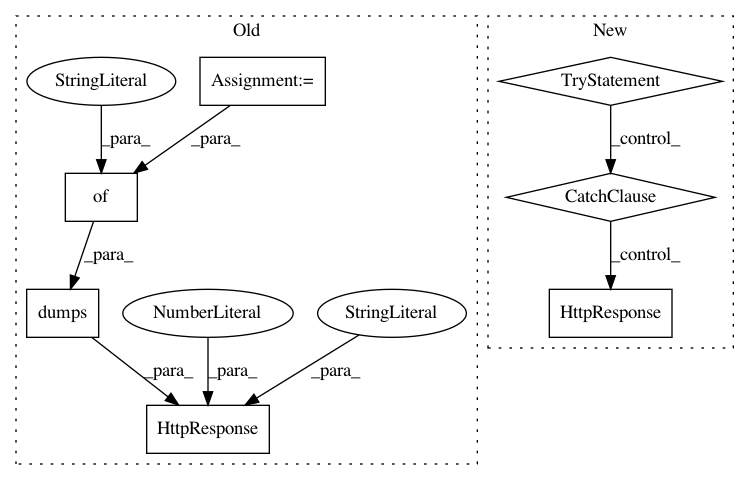 Old
New
StringLiteral
Assignment:=
TryStatement
_para_
_para_
_control_
of
CatchClause
_para_
_control_
dumps
NumberLiteral
StringLiteral
HttpResponse
_para_
_para_
_para_
HttpResponse